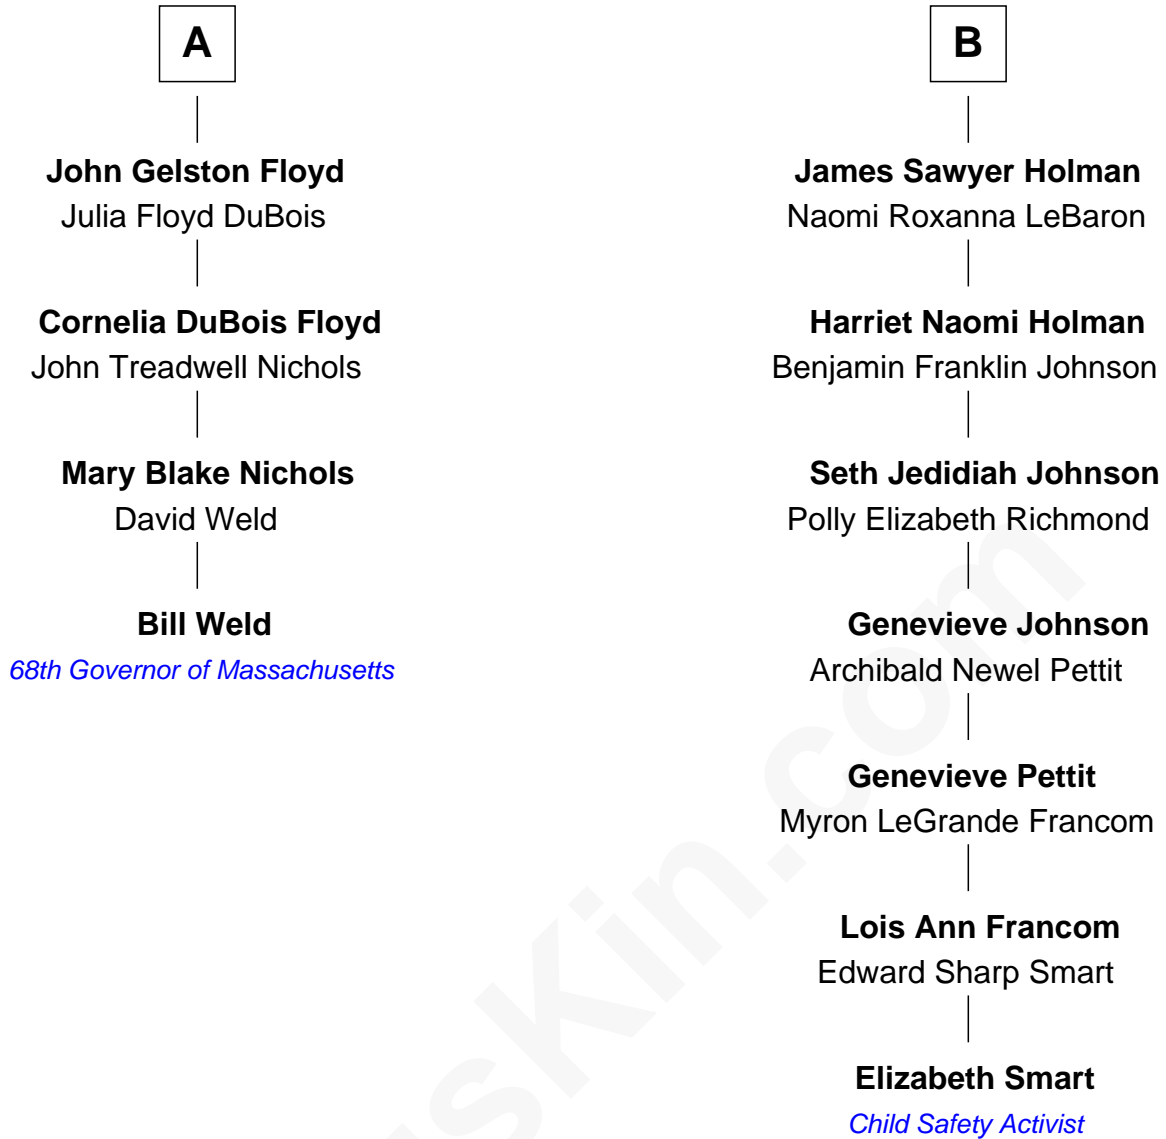 A
John Gelston Floyd
Julia Floyd DuBois
Cornelia DuBois Floyd
John Treadwell Nichols
Mary Blake Nichols
David Weld
Bill Weld
68th Governor of Massachusetts
B
James Sawyer Holman
Naomi Roxanna LeBaron
Harriet Naomi Holman
Benjamin Franklin Johnson
Seth Jedidiah Johnson
Polly Elizabeth Richmond
Genevieve Johnson
Archibald Newel Pettit
Genevieve Pettit
Myron LeGrande Francom
Lois Ann Francom
Edward Sharp Smart
Elizabeth Smart
Child Safety Activist
sKin.com